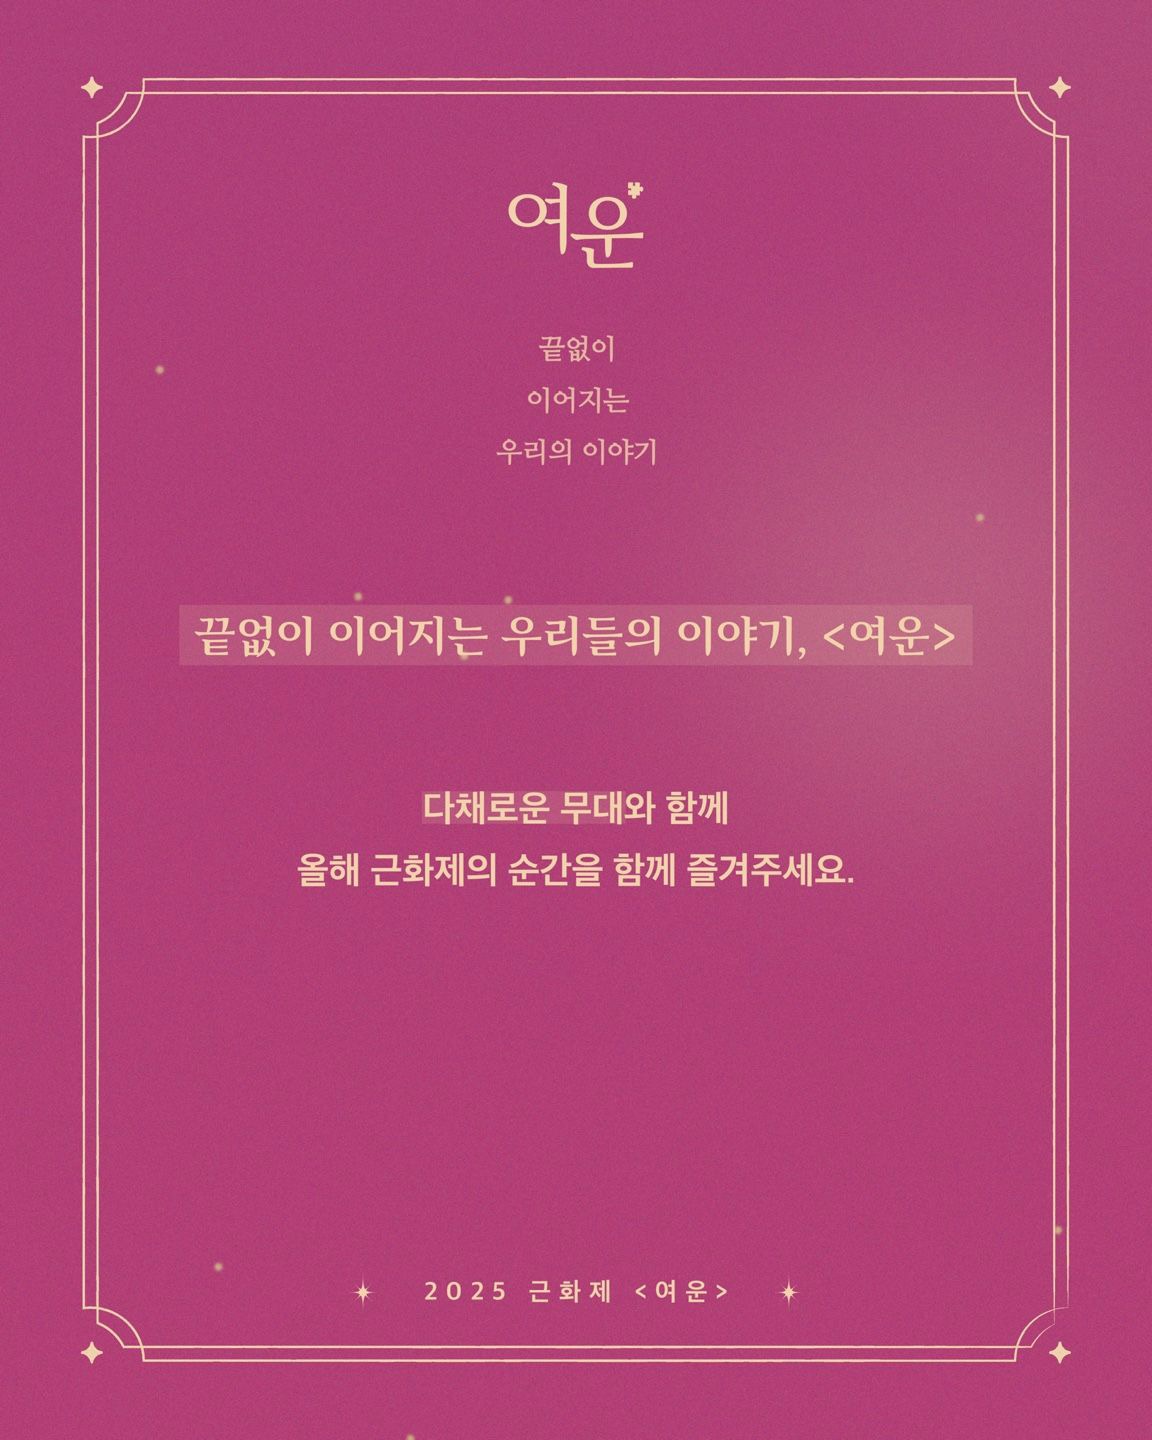 여운
끝없이
이어지는
우리의 이야기
끝없이 이어지는 우리들의 이야기, <여운>
다채로운 무대와 함께
올해 근화제의 순간을 함께 즐겨주세요.
2025 근화제 <여운>